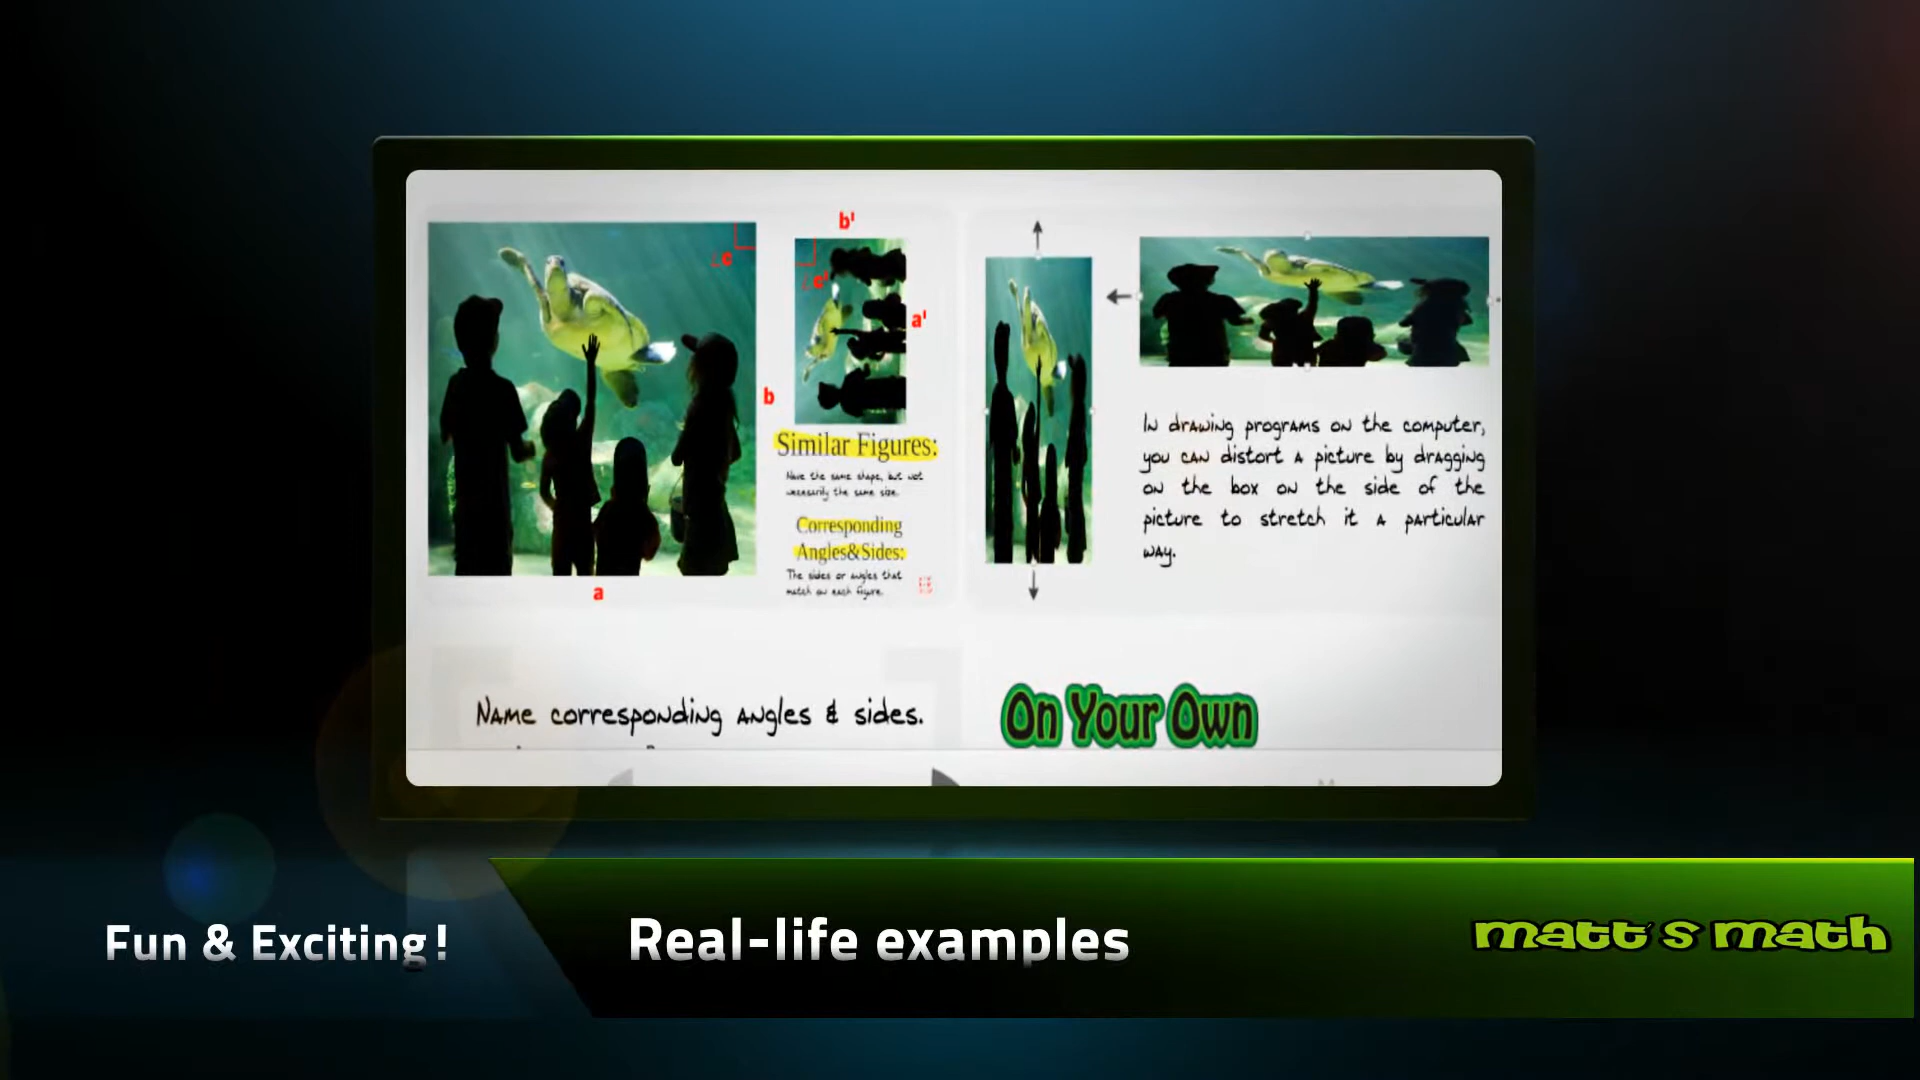 b'
∠c
∠c'
a'
b
Similar Figures:
Have the same shape, but not
necessarily the same size.
Corresponding
Angles&Sides:
The sides or angles that
match on each figure.
a
In drawing programs on the computer,
you can distort a picture by dragging
on the box on the side of the
picture to stretch it a particular
way.
Name corresponding angles & sides.
On Your Own
Fun & Exciting!
Real-life examples
matt's math